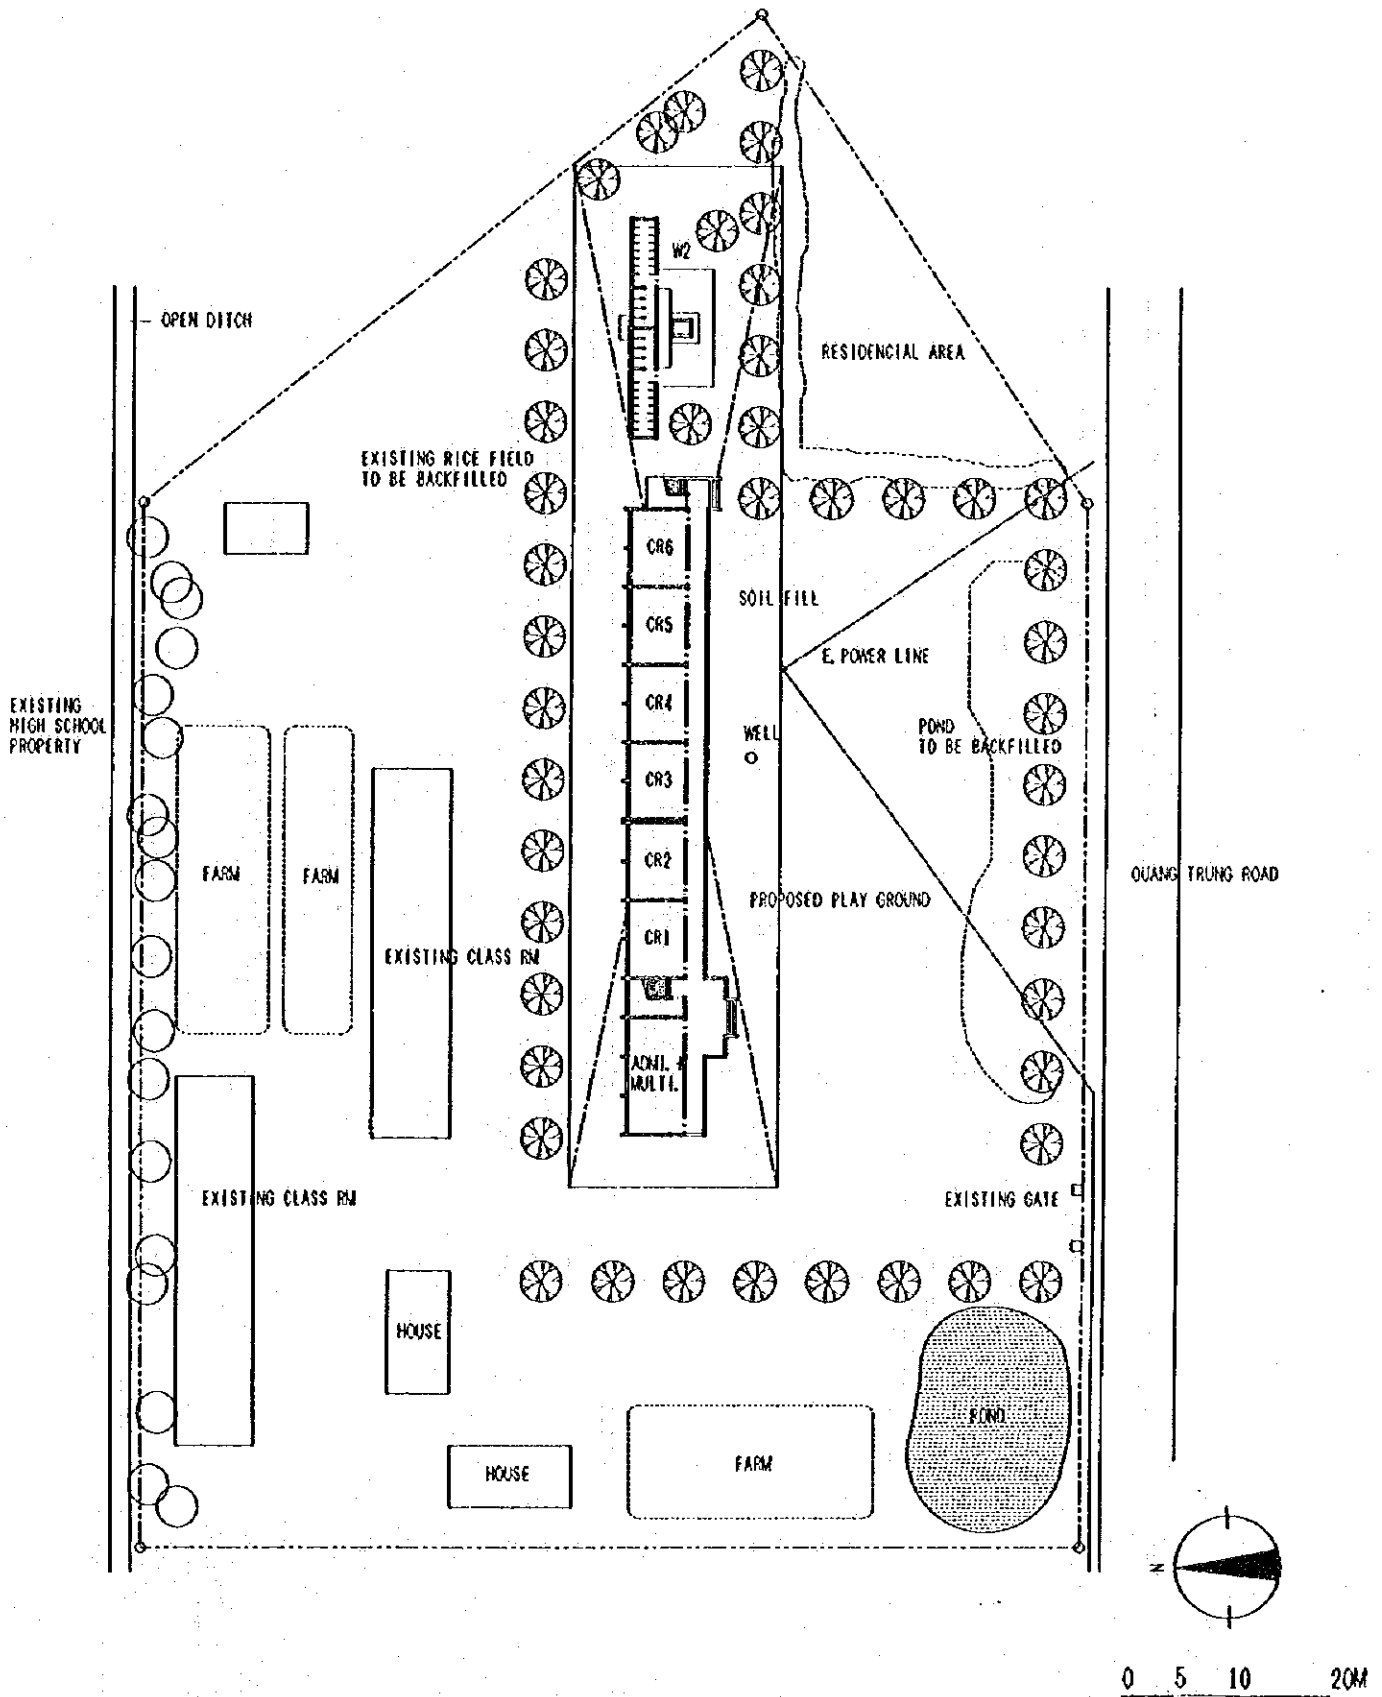 W2
OPEN DITCH
RESIDENCIAL AREA
EXISTING RICE FIELD
TO BE BACKFILLED
CR6
SOIL FILL
CR5
E. POWER LINE
EXISTING
HIGH SCHOOL
PROPERTY
CR4
WELL
POND
TO BE BACKFILLED
CR3
CR2
FARM
FARM
QUANG TRUNG ROAD
PROPOSED PLAY GROUND
CR1
EXISTING CLASS RM
ADMI. +
MULTI.
EXISTING CLASS RM
EXISTING GATE
HOUSE
POND
HOUSE
FARM
N
0 5 10 20M